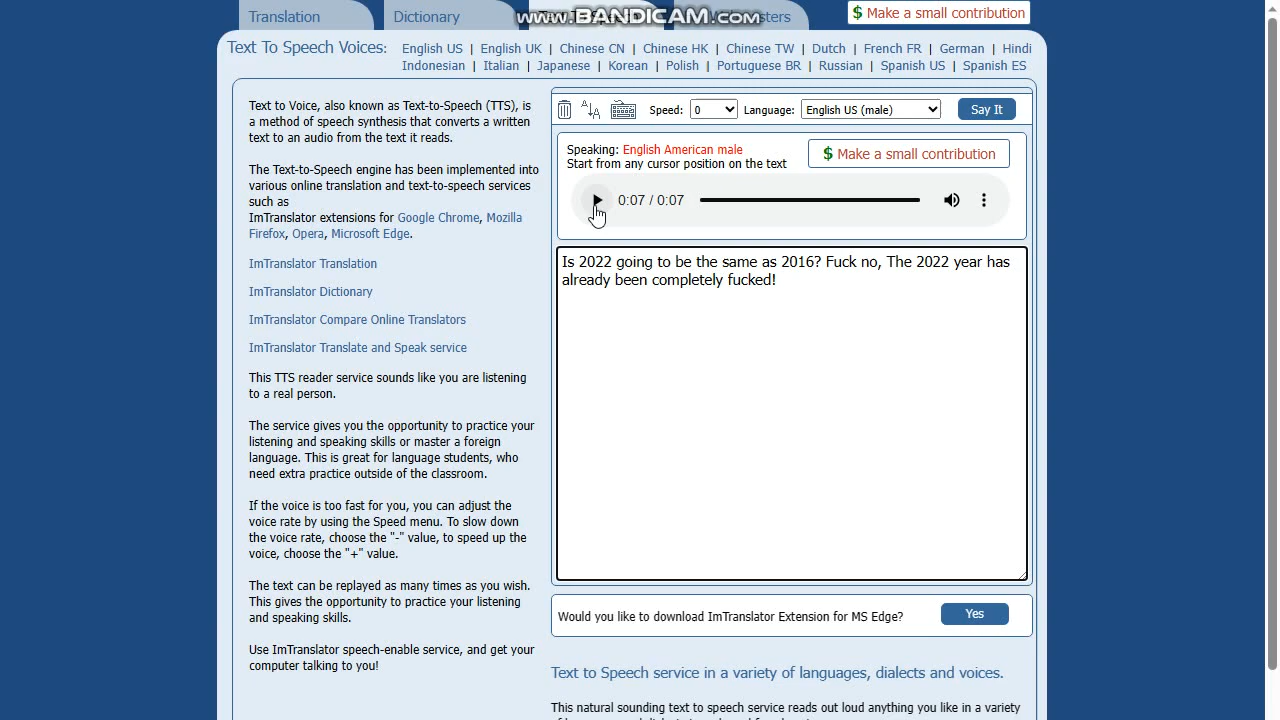 Translation
Dictionary
www.BANDICAM.com
$ Make a small contribution
Text To Speech Voices:
English US | English UK | Chinese CN | Chinese HK | Chinese TW | Dutch | French FR | German | Hindi
Indonesian | Italian | Japanese | Korean | Polish | Portuguese BR | Russian | Spanish US | Spanish ES
Text to Voice, also known as Text-to-Speech (TTS), is
a method of speech synthesis that converts a written
text to an audio from the text it reads.
The Text-to-Speech engine has been implemented into
various online translation and text-to-speech services
such as
ImTranslator extensions for Google Chrome, Mozilla
Firefox, Opera, Microsoft Edge.
ImTranslator Translation
ImTranslator Dictionary
ImTranslator Compare Online Translators
ImTranslator Translate and Speak service
This TTS reader service sounds like you are listening
to a real person.
The service gives you the opportunity to practice your
listening and speaking skills or master a foreign
language. This is great for language students, who
need extra practice outside of the classroom.
If the voice is too fast for you, you can adjust the
voice rate by using the Speed menu. To slow down
the voice rate, choose the "-" value, to speed up the
voice, choose the "+" value.
The text can be replayed as many times as you wish.
This gives the opportunity to practice your listening
and speaking skills.
Use ImTranslator speech-enable service, and get your
computer talking to you!
Speed: 0 Language: English US (male) Say It
Speaking: English American male
Start from any cursor position on the text
$ Make a small contribution
0:07 / 0:07
Is 2022 going to be the same as 2016? Fuck no, The 2022 year has
already been completely fucked!
Would you like to download ImTranslator Extension for MS Edge? Yes
Text to Speech service in a variety of languages, dialects and voices.
This natural sounding text to speech service reads out loud anything you like in a variety